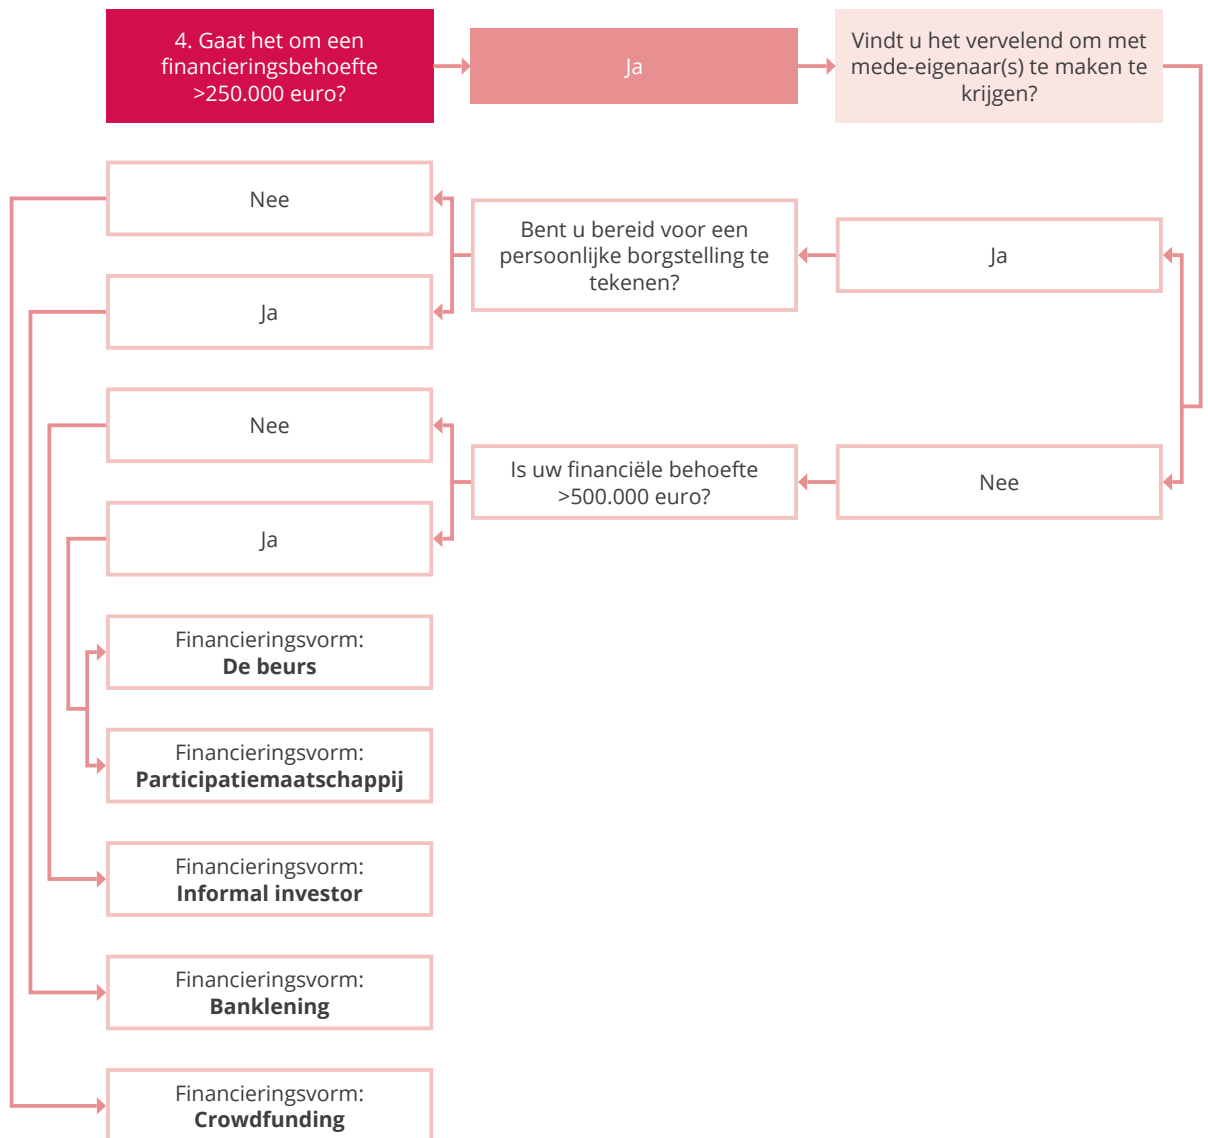 4. Gaat het om een
financieringsbehoefte
>250.000 euro?
Ja
Vindt u het vervelend om met
mede-eigenaar(s) te maken te
krijgen?
Nee
Bent u bereid voor een
persoonlijke borgstelling te
tekenen?
Ja
Ja
Nee
Is uw financiële behoefte
>500.000 euro?
Nee
Ja
Financieringsvorm:
De beurs
Financieringsvorm:
Participatiemaatschappij
Financieringsvorm:
Informal investor
Financieringsvorm:
Banklening
Financieringsvorm:
Crowdfunding